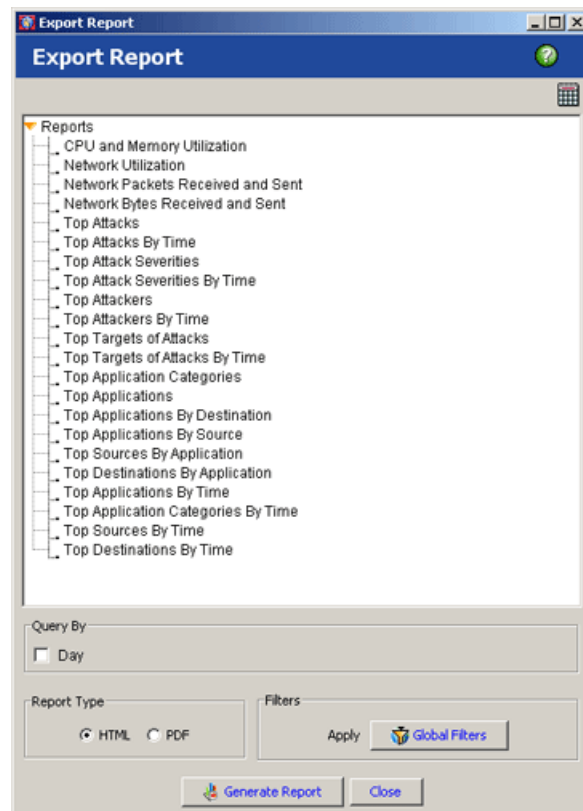 Export Report
Export Report
?
Reports
CPU and Memory Utilization
Network Utilization
Network Packets Received and Sent
Network Bytes Received and Sent
Top Attacks
Top Attacks By Time
Top Attack Severities
Top Attack Severities By Time
Top Attackers
Top Attackers By Time
Top Targets of Attacks
Top Targets of Attacks By Time
Top Application Categories
Top Applications
Top Applications By Destination
Top Applications By Source
Top Sources By Application
Top Destinations By Application
Top Applications By Time
Top Application Categories By Time
Top Sources By Time
Top Destinations By Time
Query By
Day
Report Type
HTML PDF
Filters
Apply Global Filters
Generate Report Close